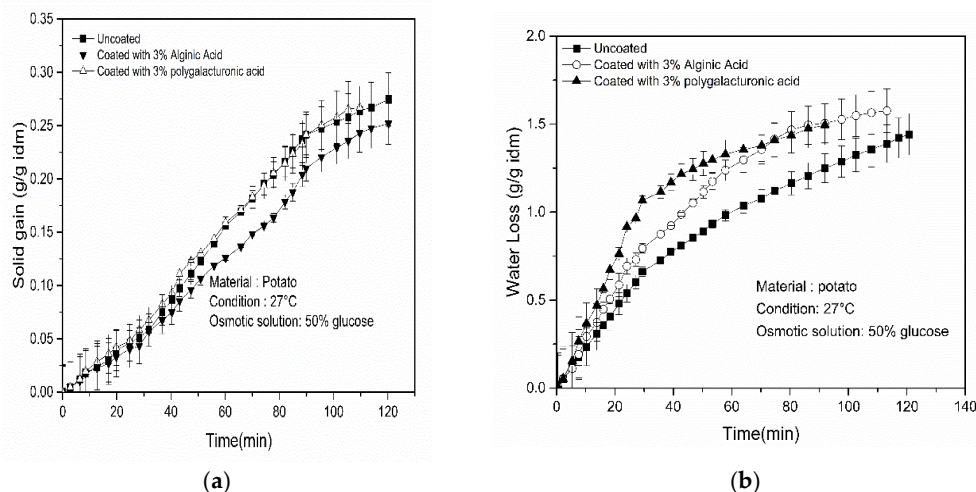 0.35
0.30
0.25
0.20
0.15
0.10
0.05
0.00
Solid gain (g/g idm)
Uncoated
Coated with 3% Alginic Acid
Coated with 3% polygalacturonic acid
Material : Potato
Condition : 27°C
Osmotic solution: 50% glucose
0 20 40 60 80 100 120
Time(min)
(a)
2.0
1.5
1.0
0.5
0.0
Water Loss (g/g idm)
Uncoated
Coated with 3% Alginic Acid
Coated with 3% polygalacturonic acid
Material : potato
Condition : 27°C
Osmotic solution: 50% glucose
0 20 40 60 80 100 120 140
Time(min)
(b)